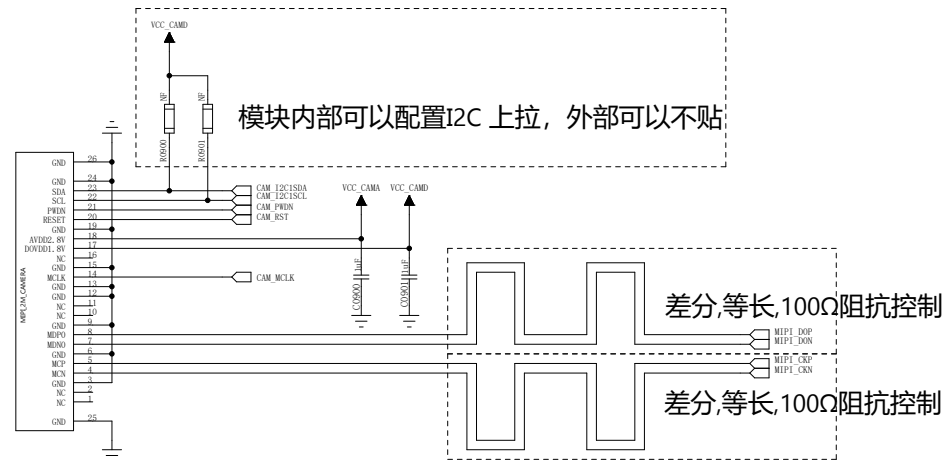 VCC_CAMD
NF
NF
R0900
R0901
模块内部可以配置I2C 上拉，外部可以不贴
MIPI_2M_CAMERA
GND 26
GND 24
SDA 23
SCL 22
PWDN 21
RESET 20
GND 19
AVDD2.8V 18
DOVDD1.8V 17
NC 16
GND 15
MCLK 14
GND 13
GND 12
NC 11
NC 10
GND 9
MDP0 8
MDN0 7
GND 6
MCP 5
MCN 4
GND 3
NC 2
NC 1
GND 25
CAM_I2C1SDA
CAM_I2C1SCL
CAM_PWDN
CAM_RST
VCC_CAMA
VCC_CAMD
CAM_MCLK
C0900
1uF
C0901
1uF
差分,等长,100Ω阻抗控制
MIPI_D0P
MIPI_D0N
MIPI_CKP
MIPI_CKN
差分,等长,100Ω阻抗控制